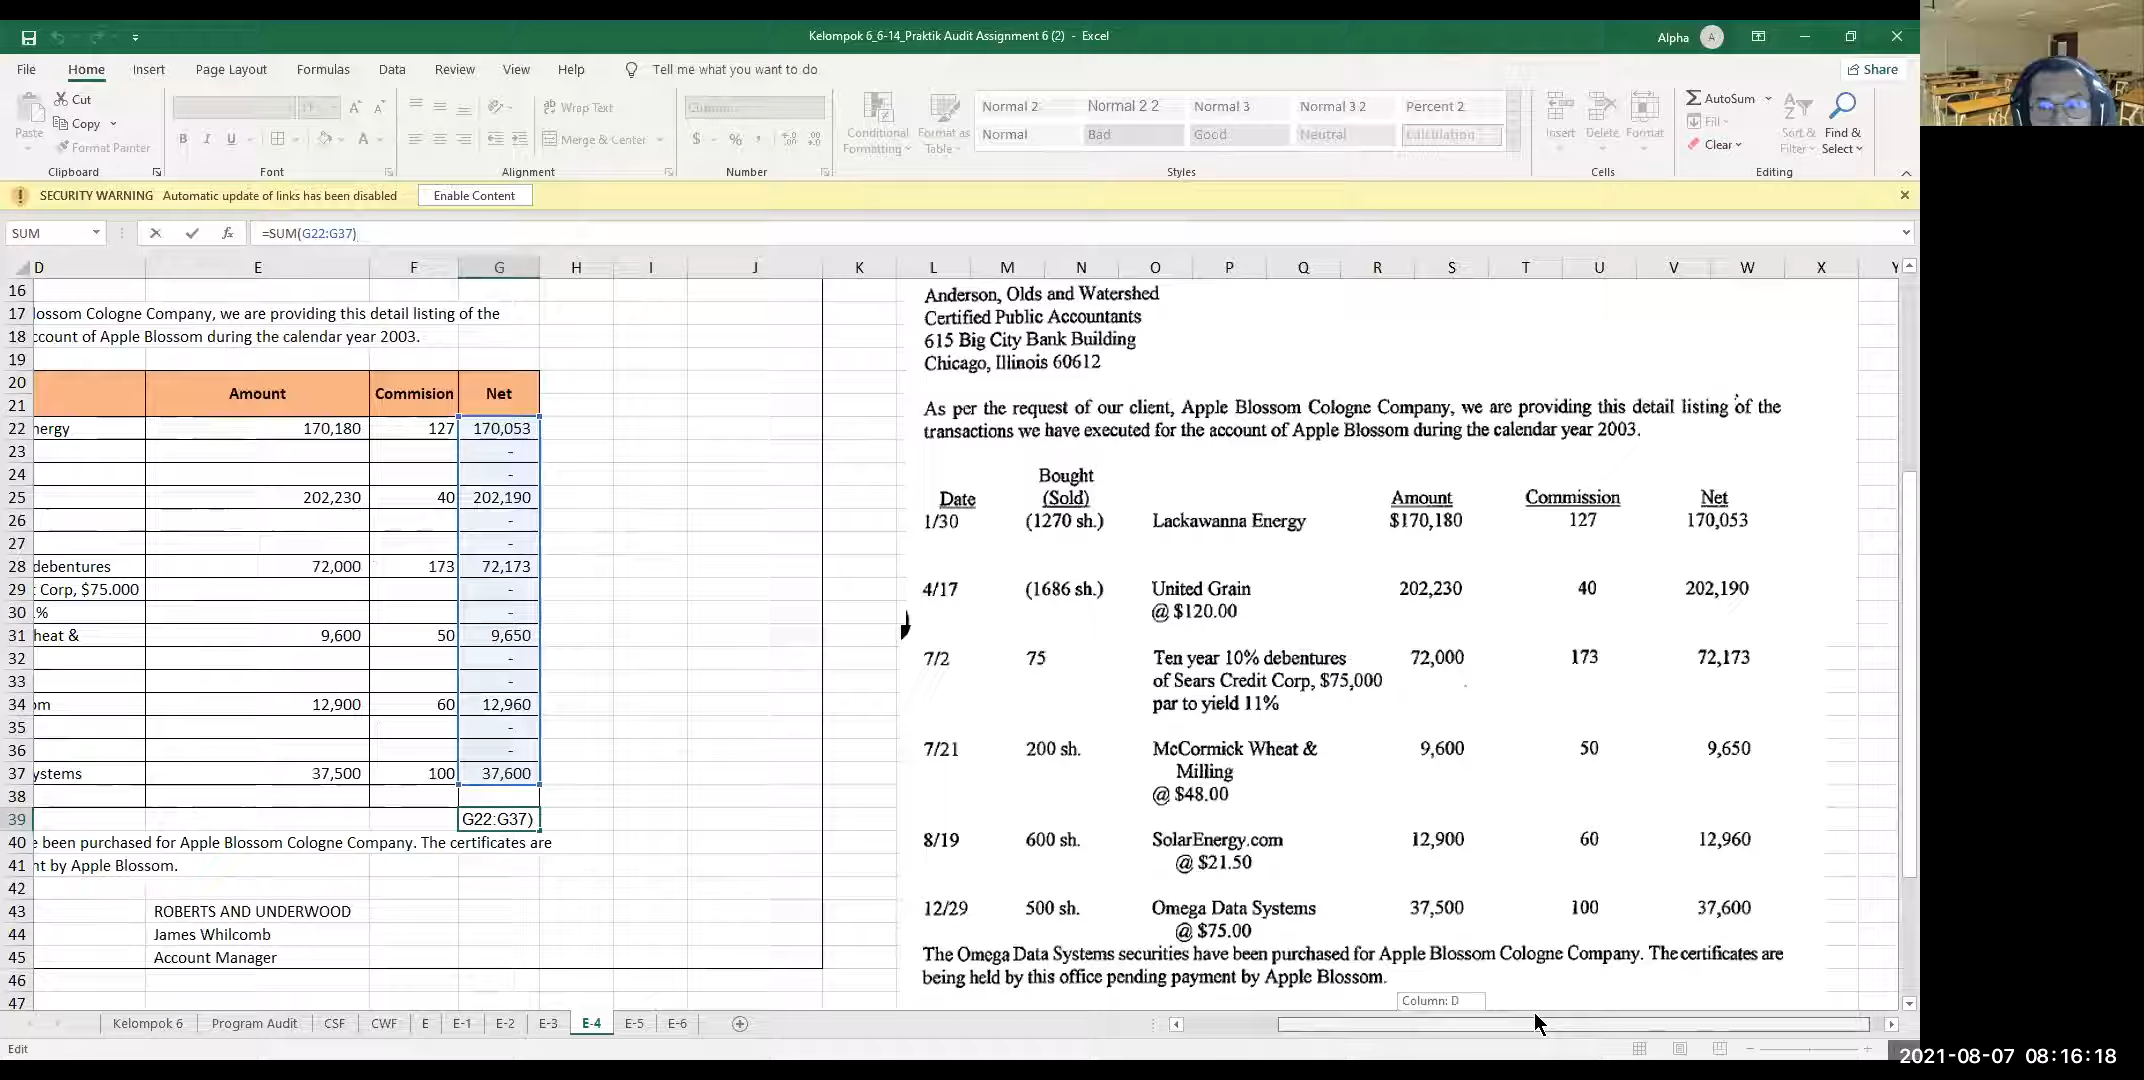 Kelompok 6_6-14_Praktik Audit Assignment 6 (2) - Excel
Alpha A
File Home Insert Page Layout Formulas Data Review View Help Tell me what you want to do Share
Paste
Cut
Copy
Format Painter
Clipboard
B I U
Font
Wrap Text
Merge & Center
Alignment
$ % ,
Number
Conditional Formatting
Format as Table
Normal 2 Normal 2 2 Normal 3 Normal 3 2 Percent 2
Normal Bad Good Neutral Calculating
Styles
Insert Delete Format
Cells
AutoSum
Fill
Clear
Sort & Filter
Find & Select
Editing
SECURITY WARNING Automatic update of links has been disabled Enable Content
SUM fx =SUM(G22:G37)
D E F G H I J K L M N O P Q R S T U V W X Y
16
17 lossom Cologne Company, we are providing this detail listing of the
18 ccount of Apple Blossom during the calendar year 2003.
19
20
21
Amount Commision Net
22 nergy 170,180 127 170,053
23 -
24 -
25 202,230 40 202,190
26 -
27 -
28 debentures 72,000 173 72,173
29 Corp, $75.000 -
30 % -
31 heat & 9,600 50 9,650
32 -
33 -
34 om 12,900 60 12,960
35 -
36 -
37 ystems 37,500 100 37,600
38
39 G22:G37)
40 e been purchased for Apple Blossom Cologne Company. The certificates are
41 nt by Apple Blossom.
42
43 ROBERTS AND UNDERWOOD
44 James Whilcomb
45 Account Manager
46
47
Anderson, Olds and Watershed
Certified Public Accountants
615 Big City Bank Building
Chicago, Illinois 60612
As per the request of our client, Apple Blossom Cologne Company, we are providing this detail listing of the
transactions we have executed for the account of Apple Blossom during the calendar year 2003.
Bought
Date (Sold) Amount Commission Net
1/30 (1270 sh.) Lackawanna Energy $170,180 127 170,053
4/17 (1686 sh.) United Grain 202,230 40 202,190
@ $120.00
7/2 75 Ten year 10% debentures 72,000 173 72,173
of Sears Credit Corp, $75,000
par to yield 11%
7/21 200 sh. McCormick Wheat & 9,600 50 9,650
Milling
@ $48.00
8/19 600 sh. SolarEnergy.com 12,900 60 12,960
@ $21.50
12/29 500 sh. Omega Data Systems 37,500 100 37,600
@ $75.00
The Omega Data Systems securities have been purchased for Apple Blossom Cologne Company. The certificates are
being held by this office pending payment by Apple Blossom.
Column: D
Kelompok 6 Program Audit CSF CWF E E-1 E-2 E-3 E-4 E-5 E-6
Edit
2021-08-07 08:16:18